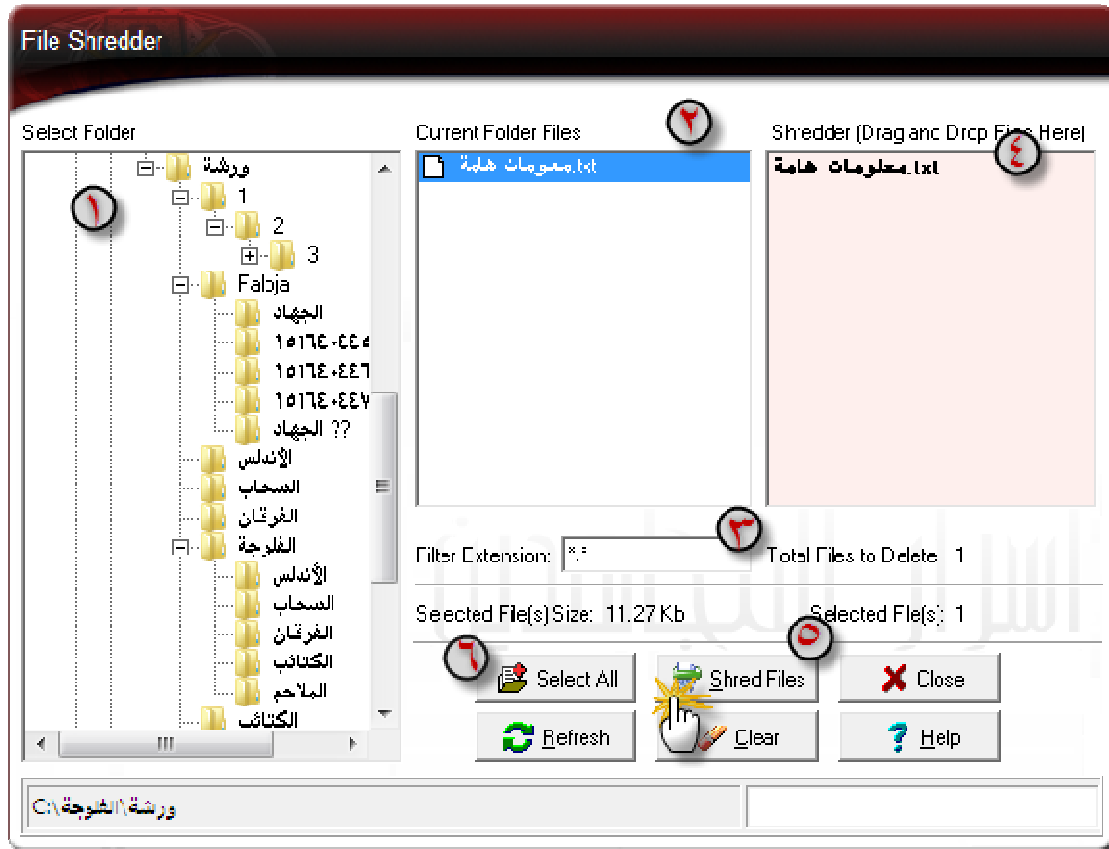 File Shredder
Select Folder
Current Folder Files
٢
Shredder (Drag and Drop Files Here)
١
٤
ورشة
1
2
3
Faloja
الجهاد
١٥١٦٤٠٤٤٥
١٥١٦٤٠٤٤٦
١٥١٦٤٠٤٤٧
الجهاد ??
الأندلس
السحاب
الفرقان
الفلوجة
الأندلس
السحاب
الفرقان
الكتائب
الملاحم
الكتائب
معلومات هامة.txt
معلومات هامة.txt
٣
Filter Extension: *.*
Total Files to Delete 1
Selected File(s) Size: 11.27 Kb
Selected File(s): 1
٥
٦
Select All
Shred Files
Close
Refresh
Clear
Help
C:\ورشة\الفلوجة